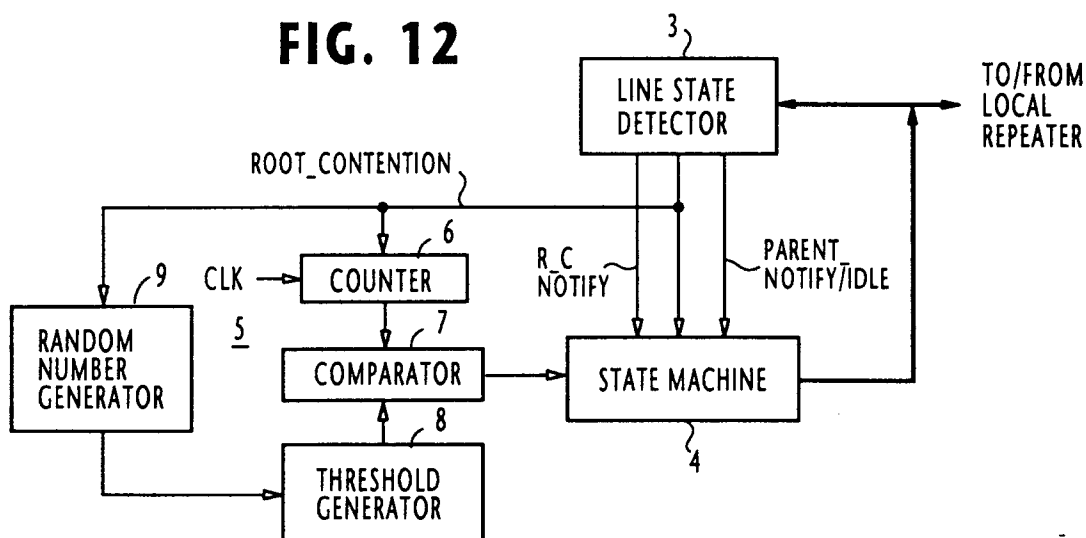 FIG. 12
3
LINE STATE
DETECTOR
TO/FROM
LOCAL
REPEATER
ROOT_CONTENTION
6
CLK
COUNTER
R_C
NOTIFY
PARENT_
NOTIFY/IDLE
9
5
7
RANDOM
NUMBER
GENERATOR
COMPARATOR
STATE MACHINE
8
4
THRESHOLD
GENERATOR